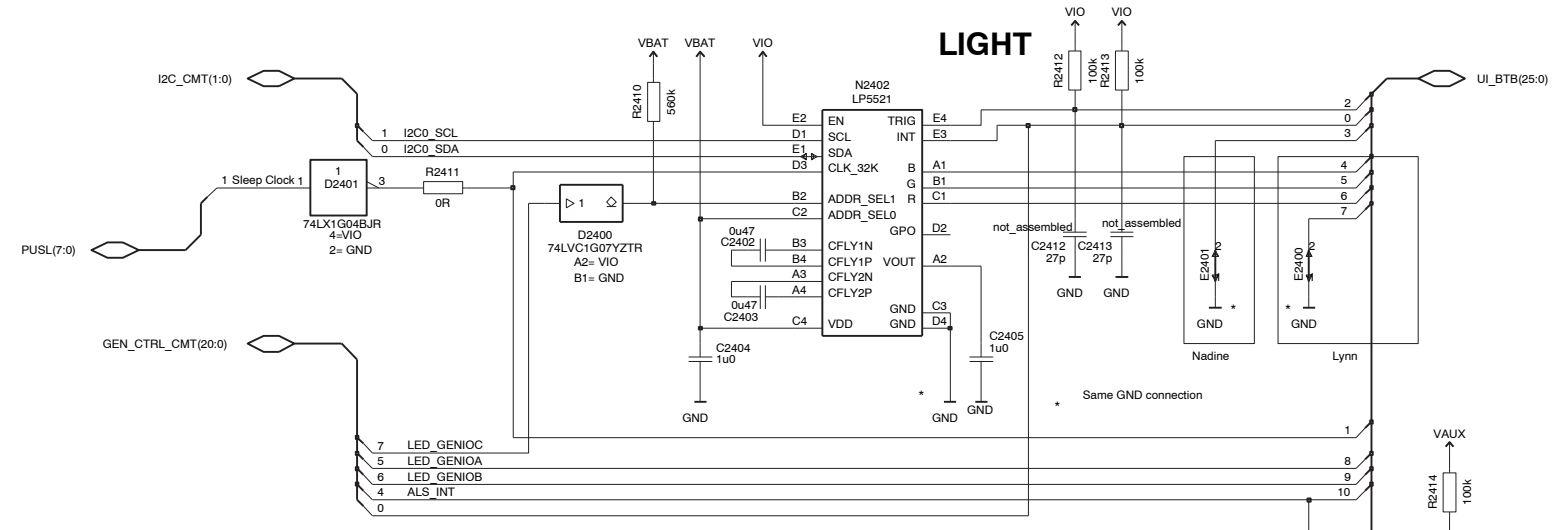 LIGHT
VIO VIO
R2412 100k R2413 100k
VBAT VBAT VIO
R2410 560k
N2402
LP5521
I2C_CMT(1:0)
UI_BTB(25:0)
1 I2C0_SCL
0 I2C0_SDA
E2 EN TRIG E4 2
D1 SCL INT E3 0
E1 SDA 3
D3 CLK_32K B A1 4
G B1 5
B2 ADDR_SEL1 R C1 6
C2 ADDR_SEL0 7
GPO D2
B3 CFLY1N
B4 CFLY1P VOUT A2
A3 CFLY2N
A4 CFLY2P
GND C3
C4 VDD GND D4
1 Sleep Clock 1
1
D2401
3
74LX1G04BJR
4=VIO
2= GND
R2411
0R
PUSL(7:0)
1
D2400
74LVC1G07YZTR
A2= VIO
B1= GND
0u47
C2402
0u47
C2403
not_assembled not_assembled
C2412 C2413
27p 27p
GND GND
E2401 2 1
E2400 2 1
GND *
* GND
Nadine
Lynn
GEN_CTRL_CMT(20:0)
C2404
1u0
GND
C2405
1u0
* GND GND
* Same GND connection
1
7 LED_GENIOC
5 LED_GENIOA 8
6 LED_GENIOB 9
4 ALS_INT 10
0
VAUX
R2414 100k